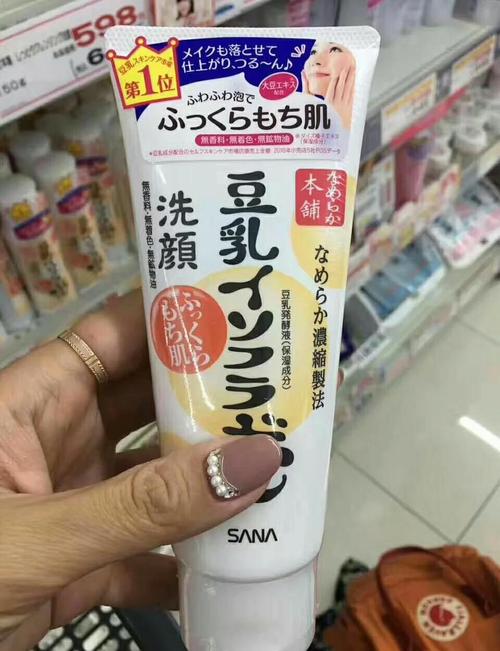 598
豆乳スキンケア市場
第1位
メイクも落とせて
仕上がり、つる〜ん♪
大豆エキス
配合
ふわふわ泡で
ふっくらもち肌
無香料・無着色・無鉱物油
なめらか
本舗
なめらか濃縮製法
豆乳発酵液(保湿成分)
豆乳イソフラボン
洗顔
無香料・無着色・無鉱物油
ふっくら
もち肌
SANA